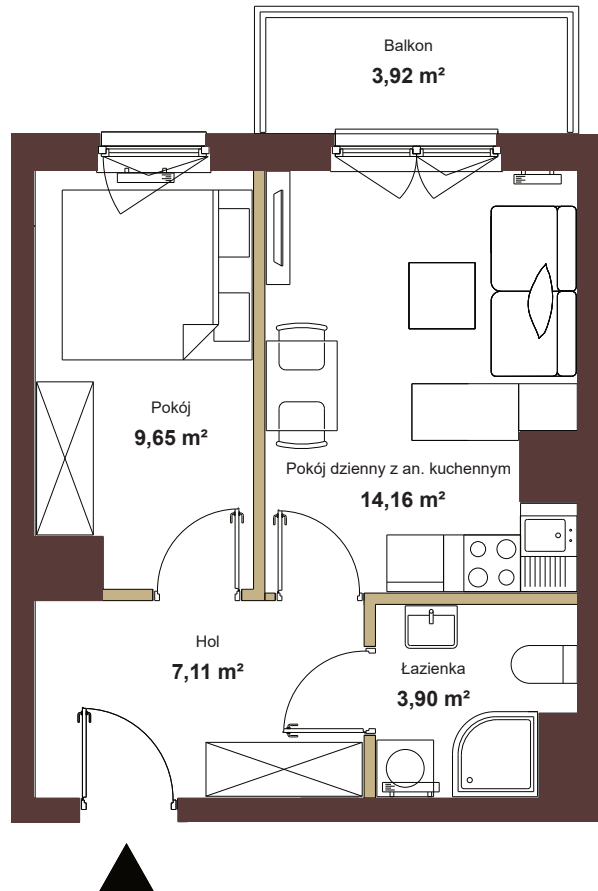 Balkon
3,92 m²
Pokój
9,65 m²
Pokój dzienny z an. kuchennym
14,16 m²
Hol
7,11 m²
Łazienka
3,90 m²